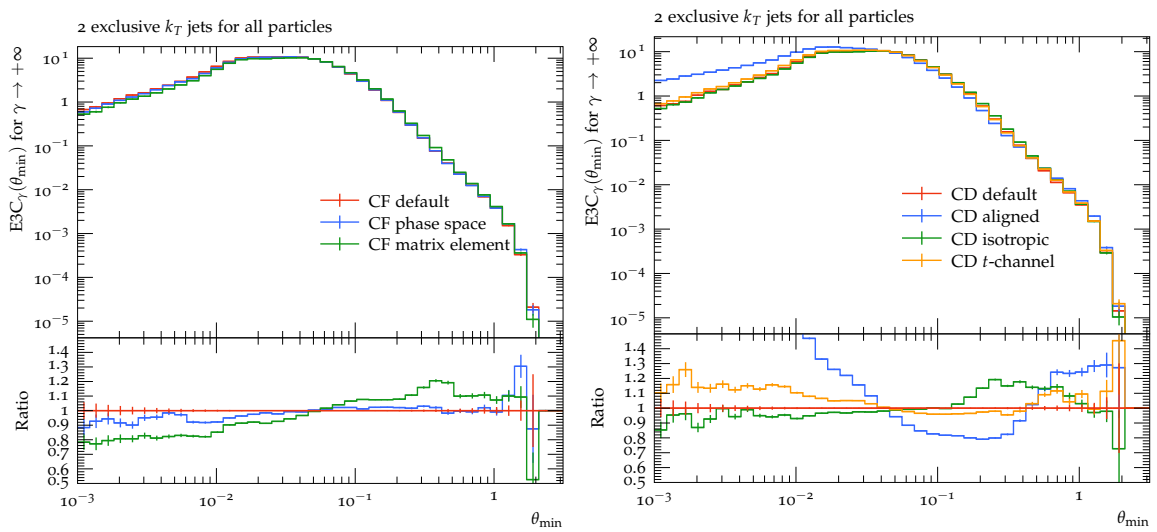 2 exclusive k_T jets for all particles
E3C_γ(θ_min) for γ → +∞
10^1
1
10^−1
10^−2
10^−3
10^−4
10^−5
CF default
CF phase space
CF matrix element
Ratio
1.4
1.3
1.2
1.1
1
0.9
0.8
0.7
0.6
0.5
10^−3
10^−2
10^−1
1
θ_min
2 exclusive k_T jets for all particles
E3C_γ(θ_min) for γ → +∞
10^1
1
10^−1
10^−2
10^−3
10^−4
10^−5
CD default
CD aligned
CD isotropic
CD t-channel
Ratio
1.4
1.3
1.2
1.1
1
0.9
0.8
0.7
0.6
0.5
10^−3
10^−2
10^−1
1
θ_min